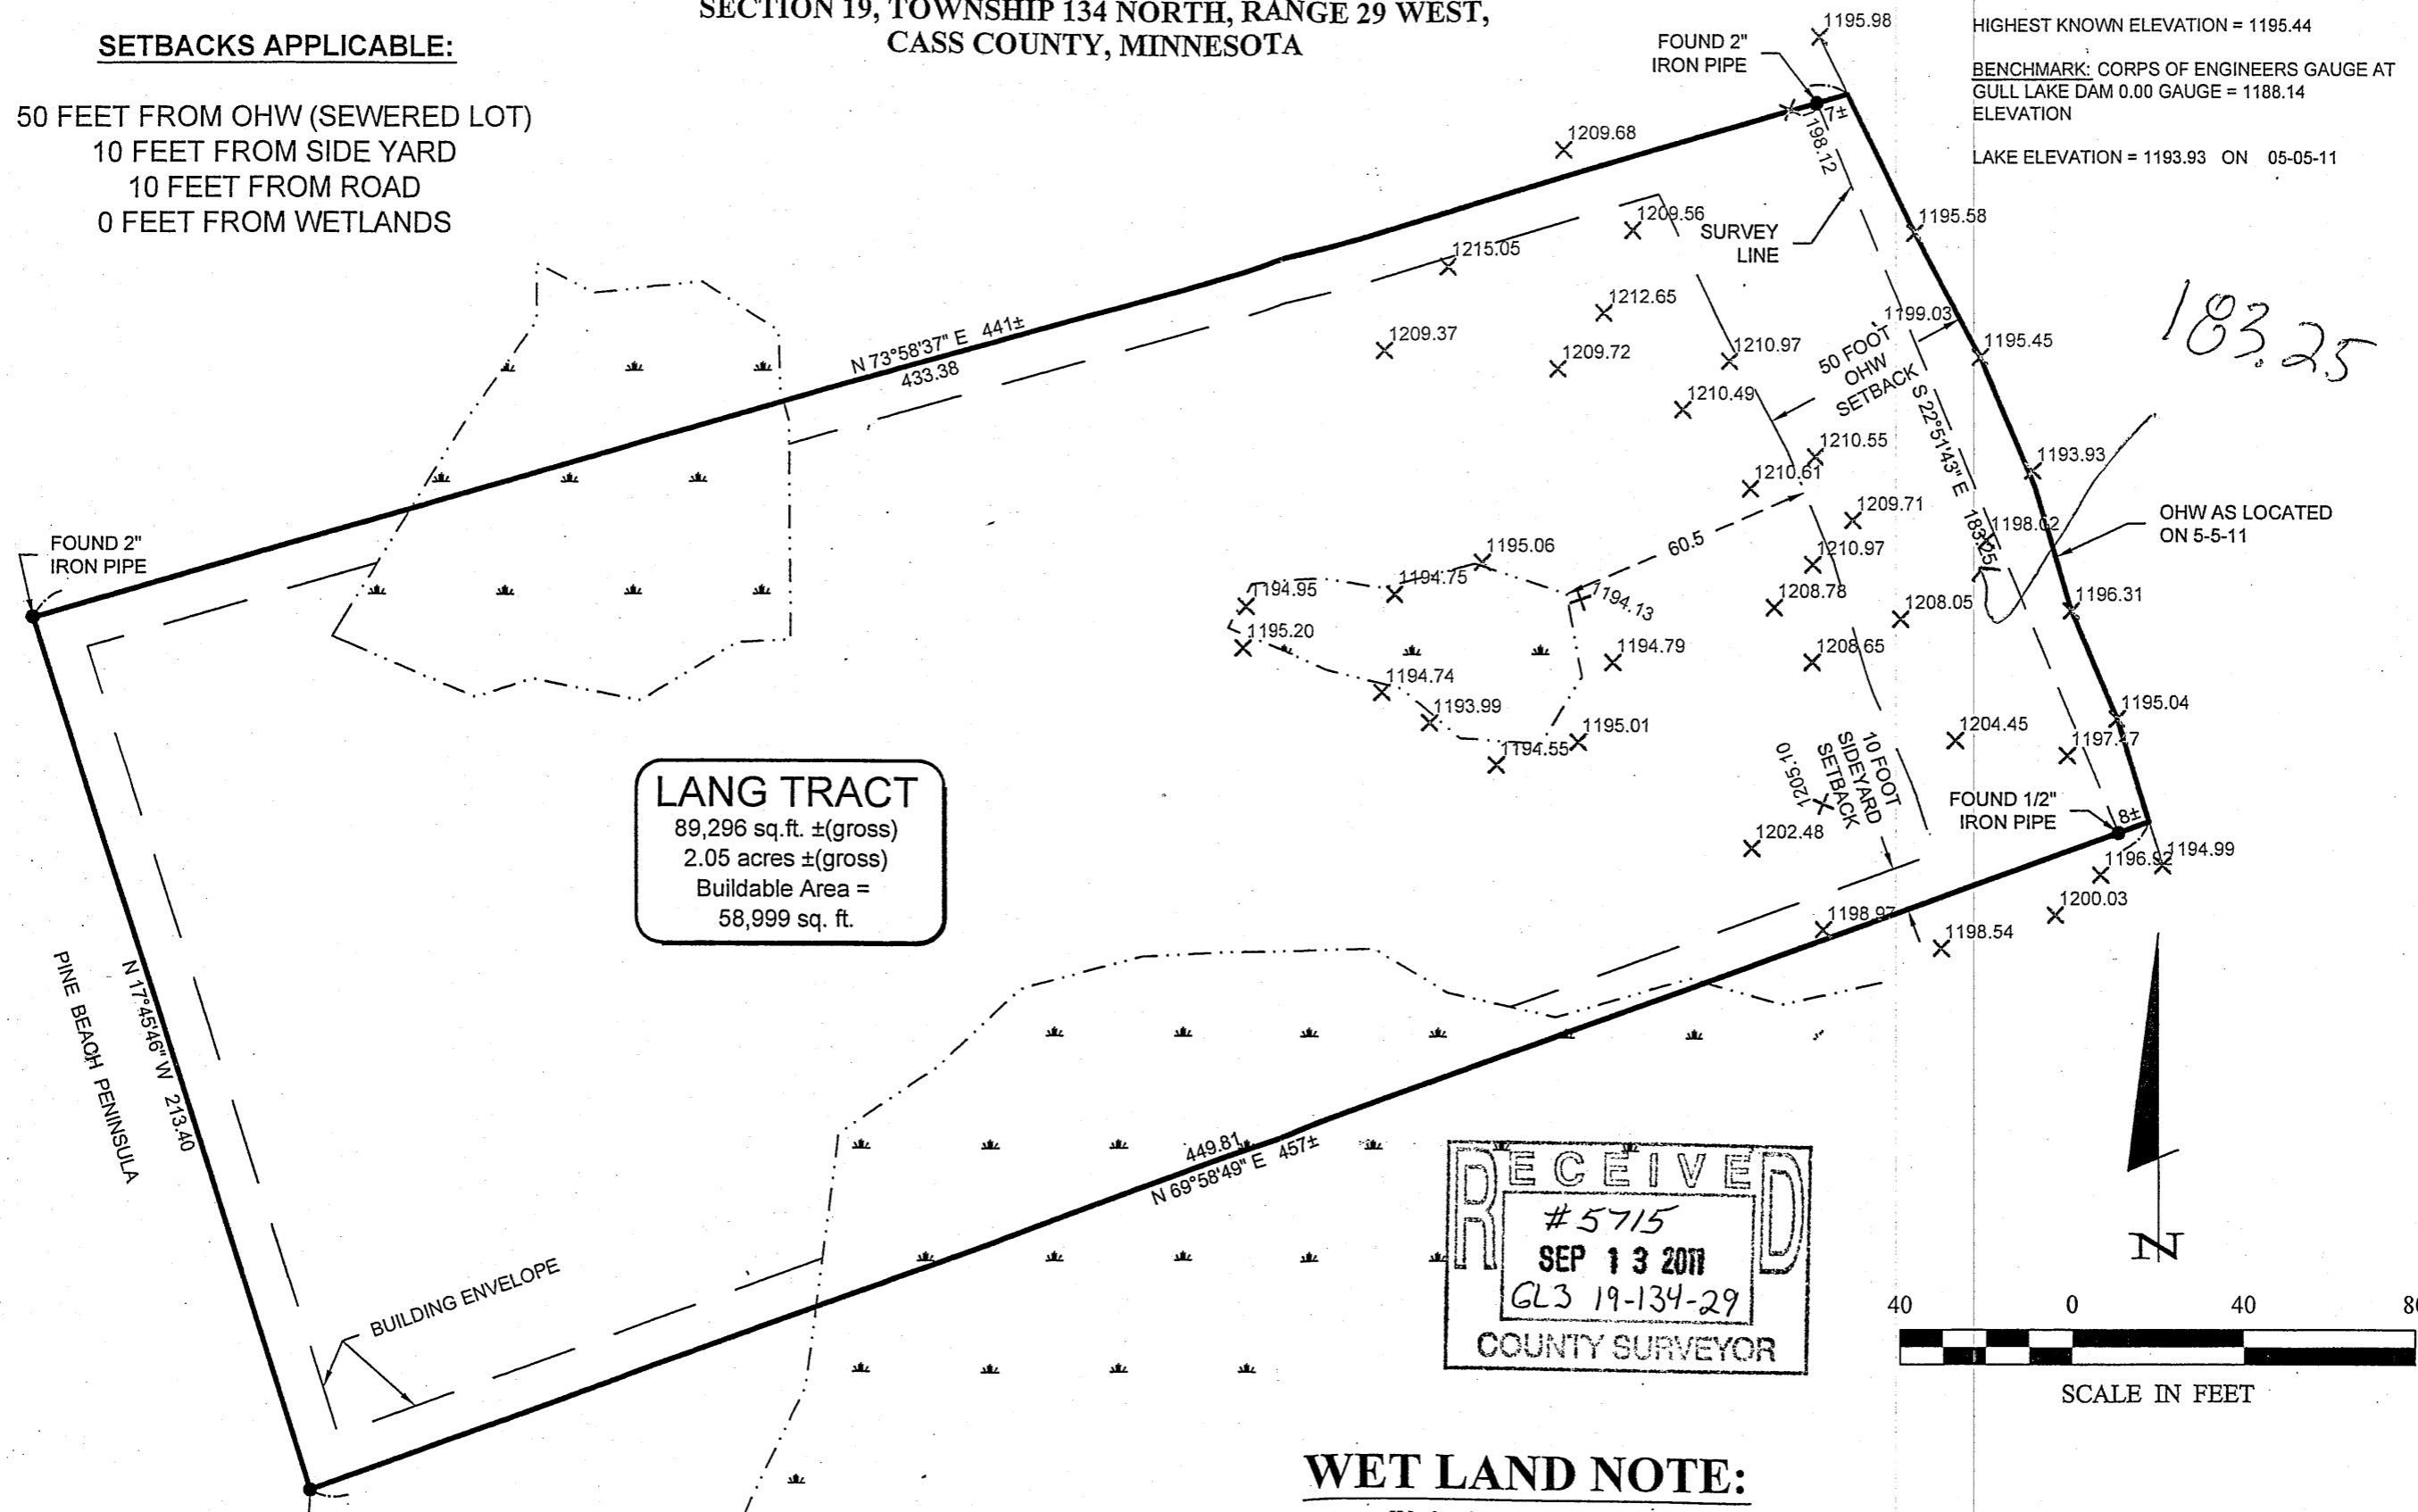 SECTION 19, TOWNSHIP 134 NORTH, RANGE 29 WEST,
CASS COUNTY, MINNESOTA
SETBACKS APPLICABLE:
50 FEET FROM OHW (SEWERED LOT)
10 FEET FROM SIDE YARD
10 FEET FROM ROAD
0 FEET FROM WETLANDS
HIGHEST KNOWN ELEVATION = 1195.44
BENCHMARK: CORPS OF ENGINEERS GAUGE AT
GULL LAKE DAM 0.00 GAUGE = 1188.14
ELEVATION
LAKE ELEVATION = 1193.93 ON 05-05-11
1195.98
FOUND 2"
IRON PIPE
7±
1198.12
1209.68
1209.56
SURVEY
LINE
1195.58
1215.05
1212.65
1199.03
183.25
N 73°58'37" E 441±
433.38
1209.37
1209.72
1210.97
1195.45
50 FOOT
OHW
SETBACK
1210.49
S 22°51'43" E 183.25
1210.55
1193.93
1210.61
1209.71
OHW AS LOCATED
ON 5-5-11
1198.02
FOUND 2"
IRON PIPE
60.5
1195.06
1210.97
1194.75
1194.95
1194.13
1208.78
1208.05
1196.31
1195.20
1194.79
1208.65
1194.74
1193.99
1195.04
1195.01
1194.55
1204.45
1197.47
1205.10
10 FOOT
SIDEYARD
SETBACK
LANG TRACT
89,296 sq.ft. ±(gross)
2.05 acres ±(gross)
Buildable Area =
58,999 sq. ft.
FOUND 1/2"
IRON PIPE
8±
1202.48
1196.92
1194.99
1200.03
1198.97
1198.54
PINE BEACH PENINSULA
N 17°45'46" W 213.40
449.81
N 69°58'49" E 457±
BUILDING ENVELOPE
RECEIVED
#5715
SEP 13 2011
GL3 19-134-29
COUNTY SURVEYOR
N
40 0 40
SCALE IN FEET
WET LAND NOTE: